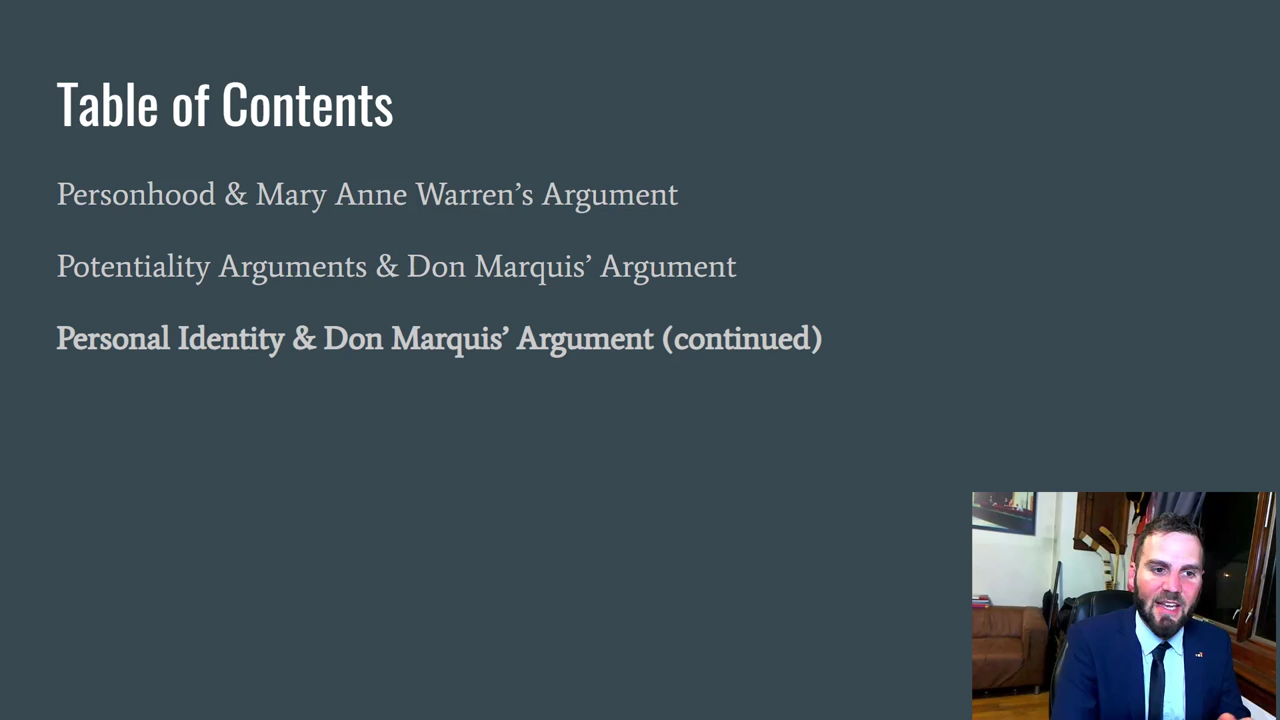 Table of Contents
Personhood & Mary Anne Warren’s Argument
Potentiality Arguments & Don Marquis’ Argument
Personal Identity & Don Marquis’ Argument (continued)